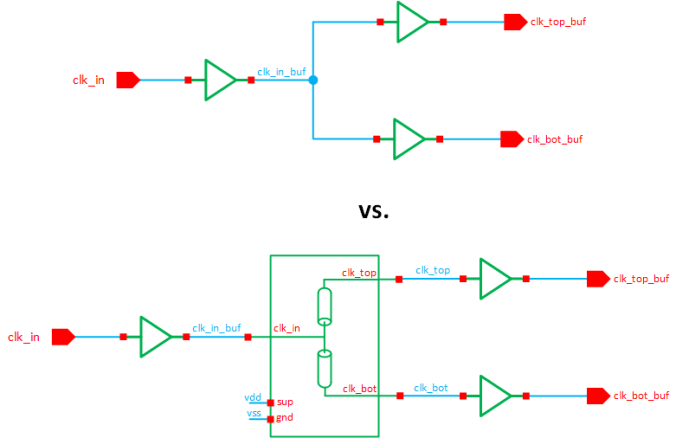 clk_top_buf
clk_in
clk_in_buf
clk_bot_buf
vs.
clk_top
clk_top
clk_top_buf
clk_in
clk_in_buf
clk_in
clk_bot
clk_bot
clk_bot_buf
vdd
sup
vss
gnd